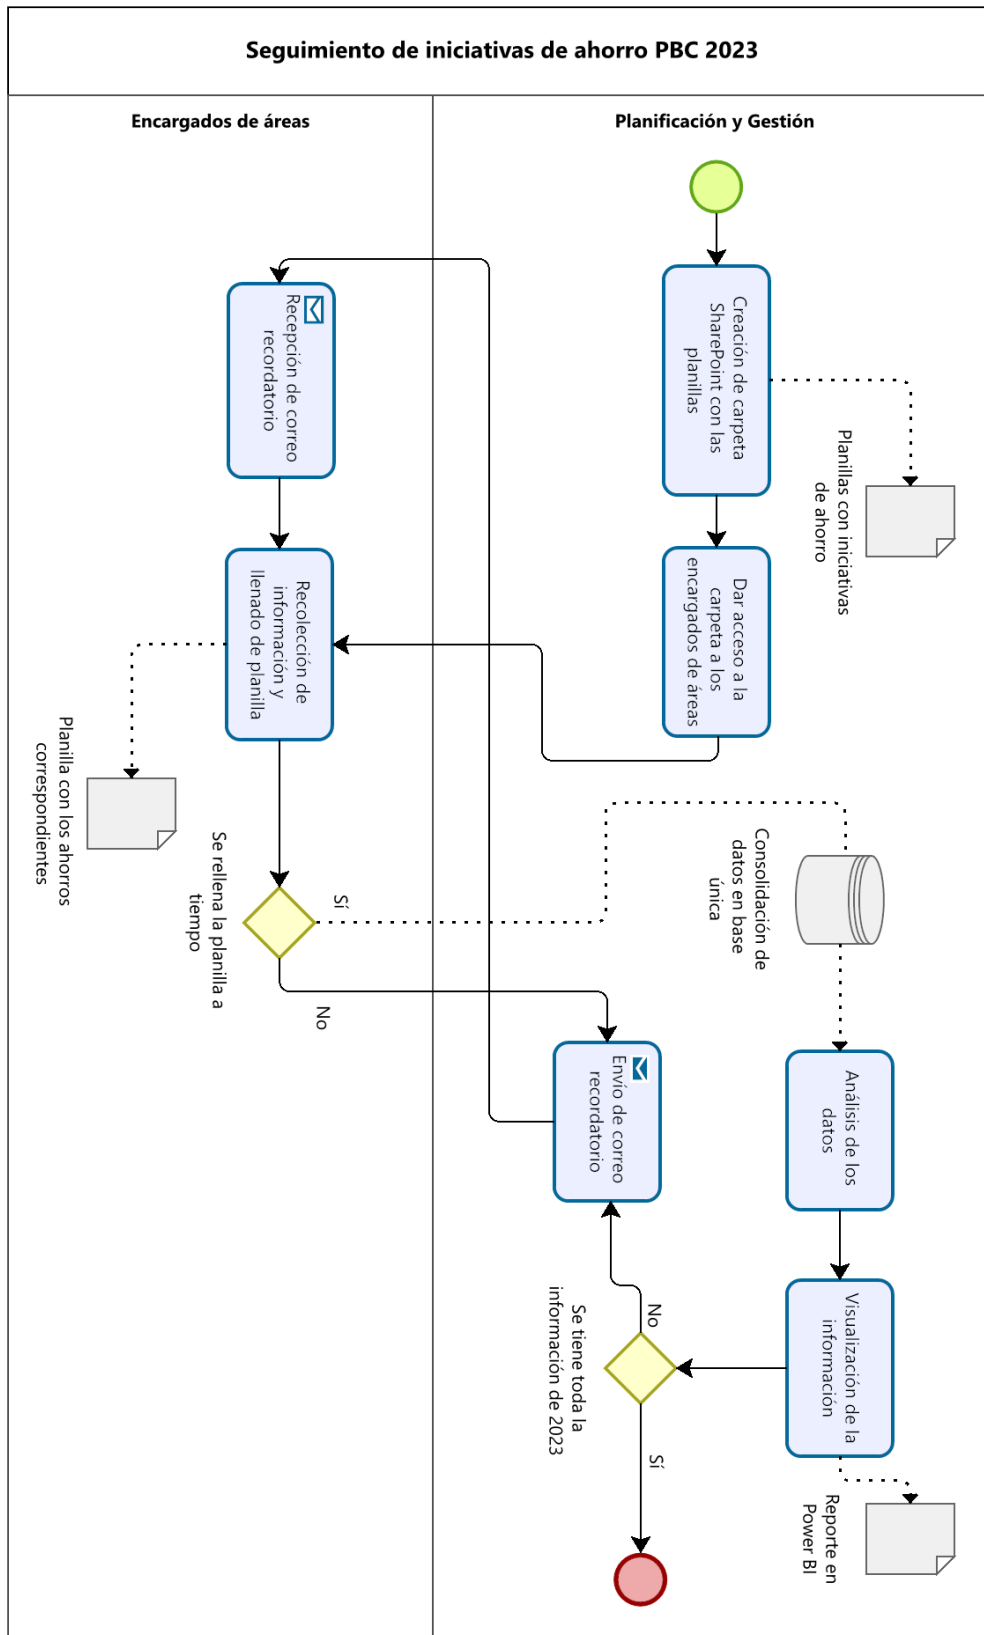 Seguimiento de iniciativas de ahorro PBC 2023
Encargados de áreas
Planificación y Gestión
Creación de carpeta
SharePoint con las
planillas
Planillas con iniciativas
de ahorro
Dar acceso a la
carpeta a los
encargados de áreas
Recepción de correo
recordatorio
Recolección de
información y
llenado de planilla
Planilla con los ahorros
correspondientes
Se rellena la planilla a
tiempo
Sí
No
Consolidación de
datos en base
única
Envío de correo
recordatorio
Análisis de los
datos
Visualización de la
información
Reporte en
Power BI
Se tiene toda la
información de 2023
No
Sí